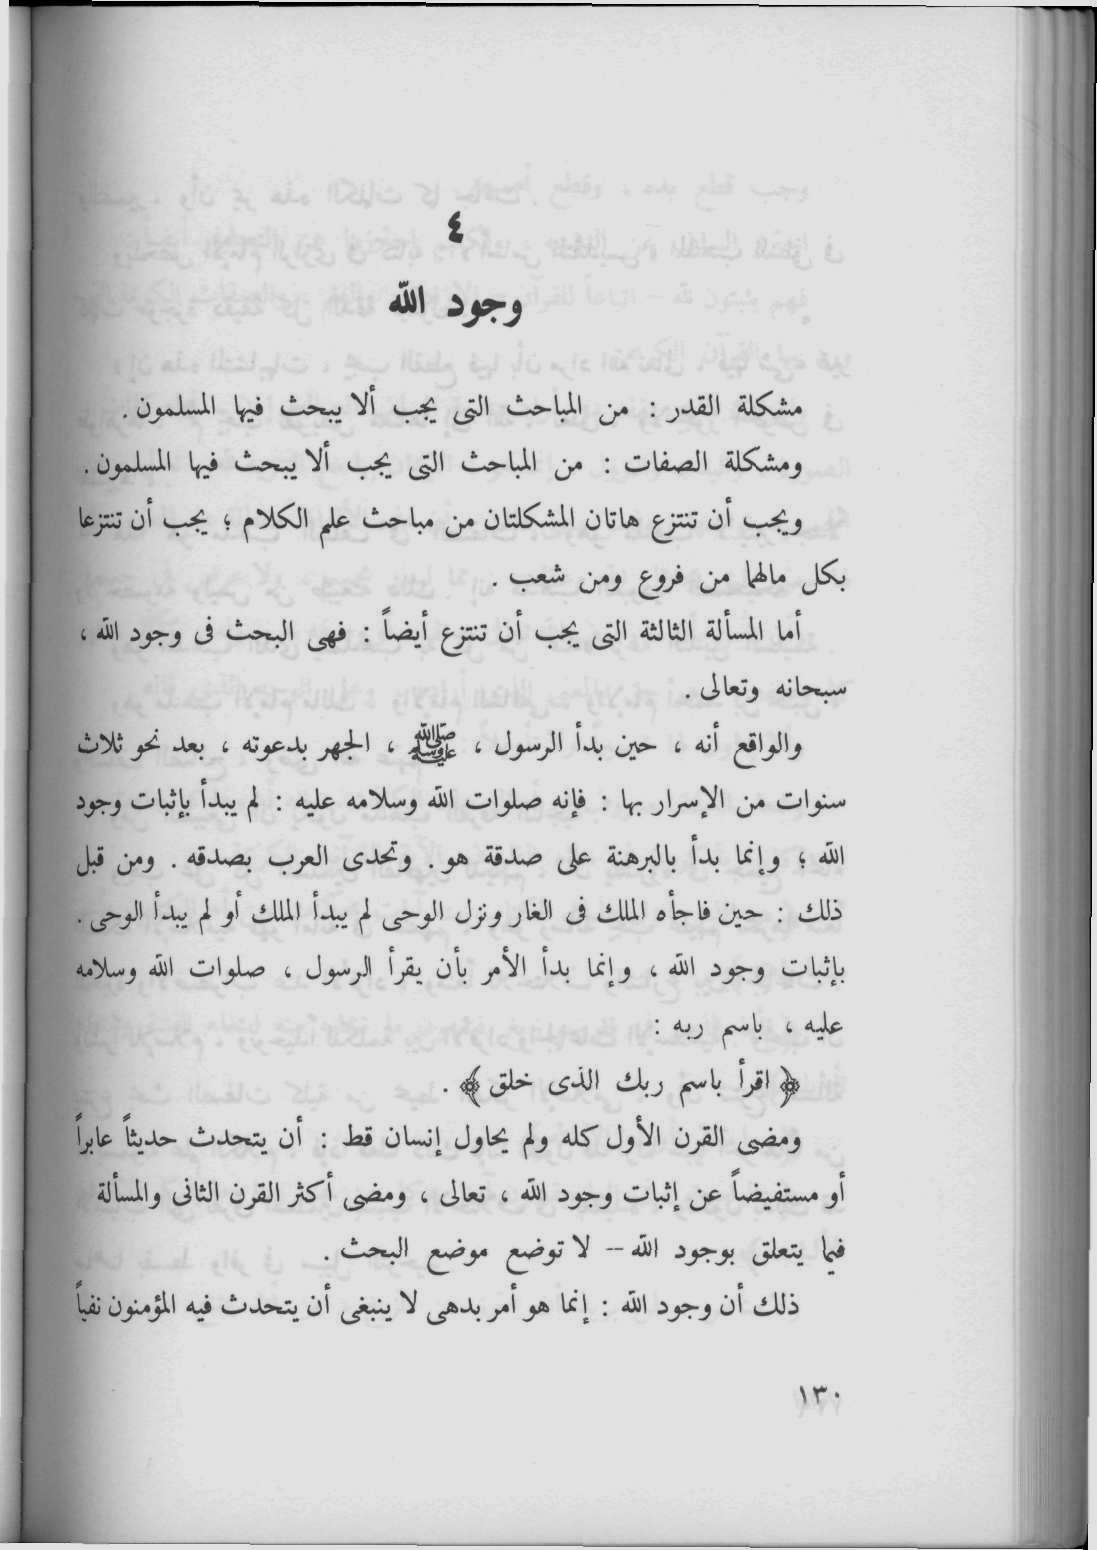 ٤
وجود الله
مشكلة القدر : من المباحث التى يجب ألا يبحث فيها المسلمون .
ومشكلة الصفات : من المباحث التى يجب ألا يبحث فيها المسلمون .
ويجب أن تنتزع هاتان المشكلتان من مباحث علم الكلام ؛ يجب أن تنتزعا
بكل مالهما من فروع ومن شعب .
أما المسألة الثالثة التى يجب أن تنتزع أيضاً : فهى البحث فى وجود الله ،
سبحانه وتعالى .
والواقع أنه ، حين بدأ الرسول ، ﷺ ، الجهر بدعوته ، بعد نحو ثلاث
سنوات من الإسرار بها : فإنه صلوات الله وسلامه عليه : لم يبدأ بإثبات وجود
الله ؛ وإنما بدأ بالبرهنة على صدقة هو . وتحدى العرب بصدقه . ومن قبل
ذلك : حين فاجأه الملك فى الغار ونزل الوحى لم يبدأ الملك أو لم يبدأ الوحى .
بإثبات وجود الله ، وإنما بدأ الأمر بأن يقرأ الرسول ، صلوات الله وسلامه
عليه ، باسم ربه :
﴿ اقرأ باسم ربك الذى خلق ﴾ .
ومضى القرن الأول كله ولم يحاول إنسان قط : أن يتحدث حديثاً عابراً
أو مستفيضاً عن إثبات وجود الله ، تعالى ، ومضى أكثر القرن الثانى والمسألة
فيما يتعلق بوجود الله -- لا توضع موضع البحث .
ذلك أن وجود الله : إنما هو أمر بدهى لا ينبغى أن يتحدث فيه المؤمنون نفياً
١٣٠